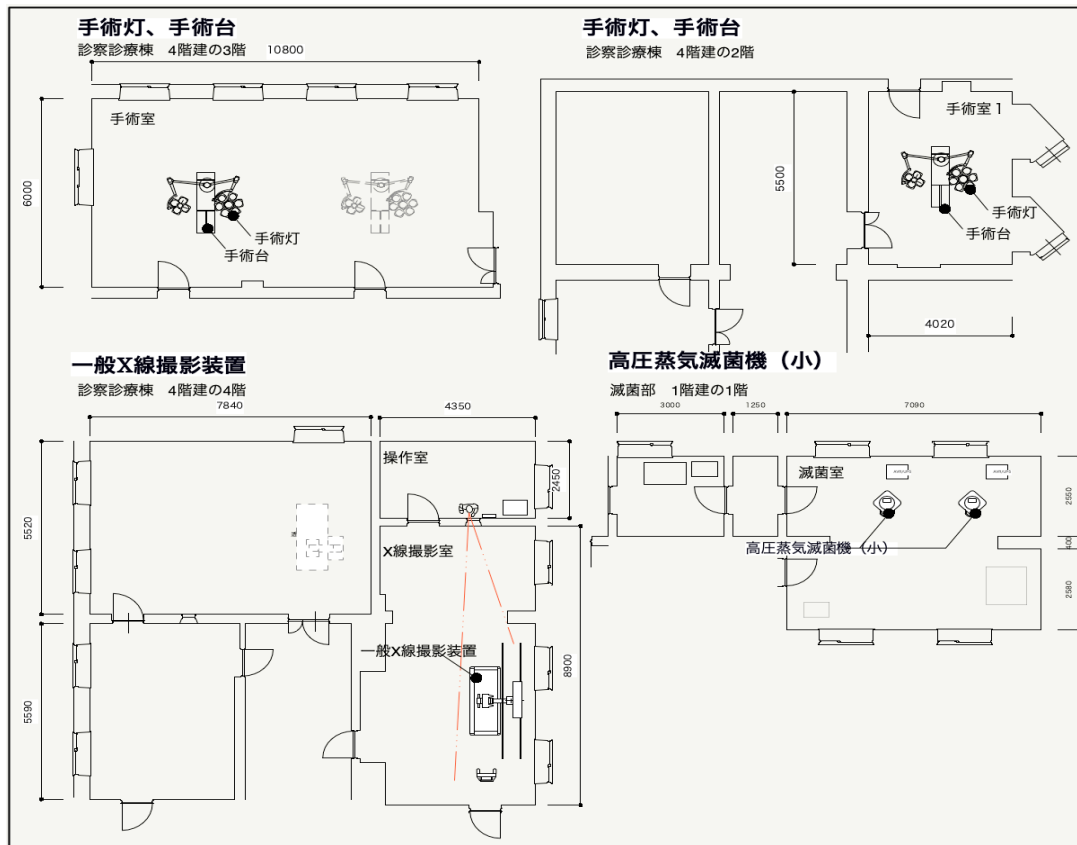 手術灯、手術台
診察診療棟　4階建の3階
10800
6000
手術室
手術灯
手術台
手術灯、手術台
診察診療棟　4階建の2階
5500
手術室1
手術灯
手術台
4020
一般X線撮影装置
診察診療棟　4階建の4階
7840
4350
操作室
2450
5520
X線撮影室
一般X線撮影装置
8900
5590
高圧蒸気滅菌機（小）
滅菌部　1階建の1階
3000
1250
7090
滅菌室
2550
高圧蒸気滅菌機（小）
400
2580